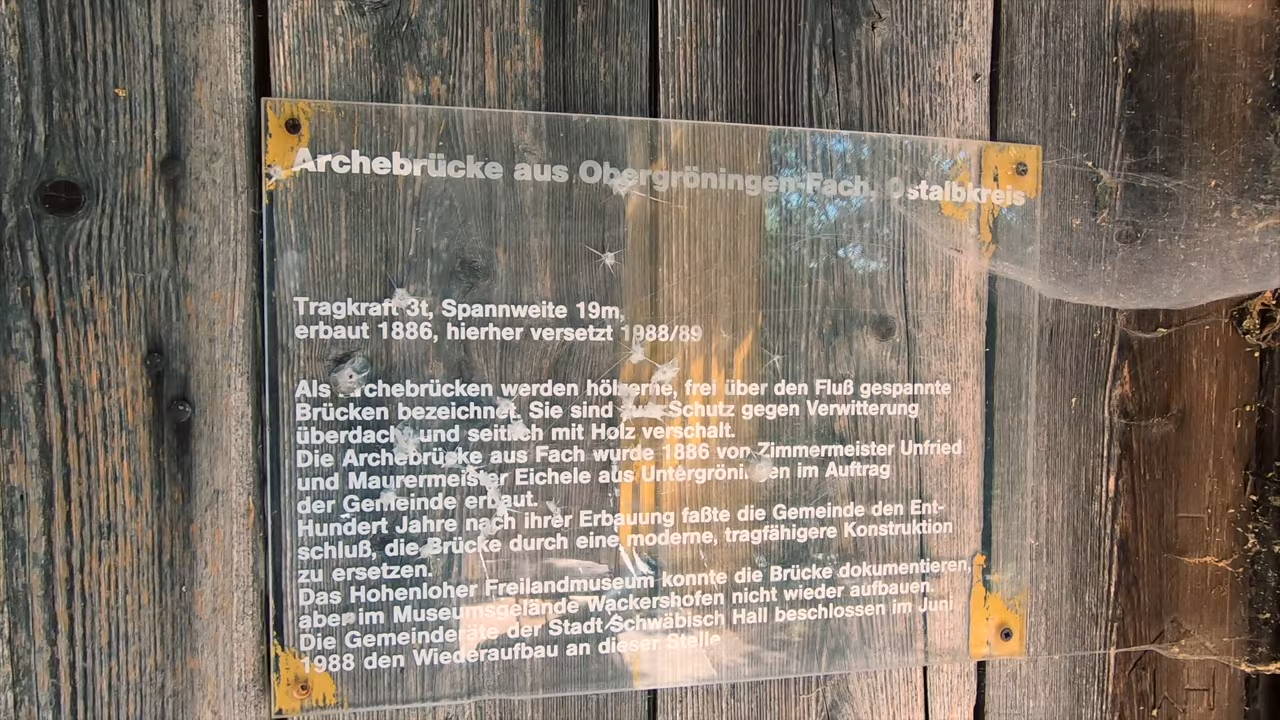 Archebrücke aus Obergröningen-Fach, Ostalbkreis
Tragkraft 3t, Spannweite 19m,
erbaut 1886, hierher versetzt 1988/89
Als Archebrücken werden hölzerne, frei über den Fluß gespannte
Brücken bezeichnet. Sie sind zum Schutz gegen Verwitterung
überdacht und seitlich mit Holz verschalt.
Die Archebrücke aus Fach wurde 1886 von Zimmermeister Unfried
und Maurermeister Eichele aus Untergröningen im Auftrag
der Gemeinde erbaut.
Hundert Jahre nach ihrer Erbauung faßte die Gemeinde den Ent-
schluß, die Brücke durch eine moderne, tragfähigere Konstruktion
zu ersetzen.
Das Hohenloher Freilandmuseum konnte die Brücke dokumentieren,
aber im Museumsgelände Wackershofen nicht wieder aufbauen.
Die Gemeinderäte der Stadt Schwäbisch Hall beschlossen im Juni
1988 den Wiederaufbau an dieser Stelle